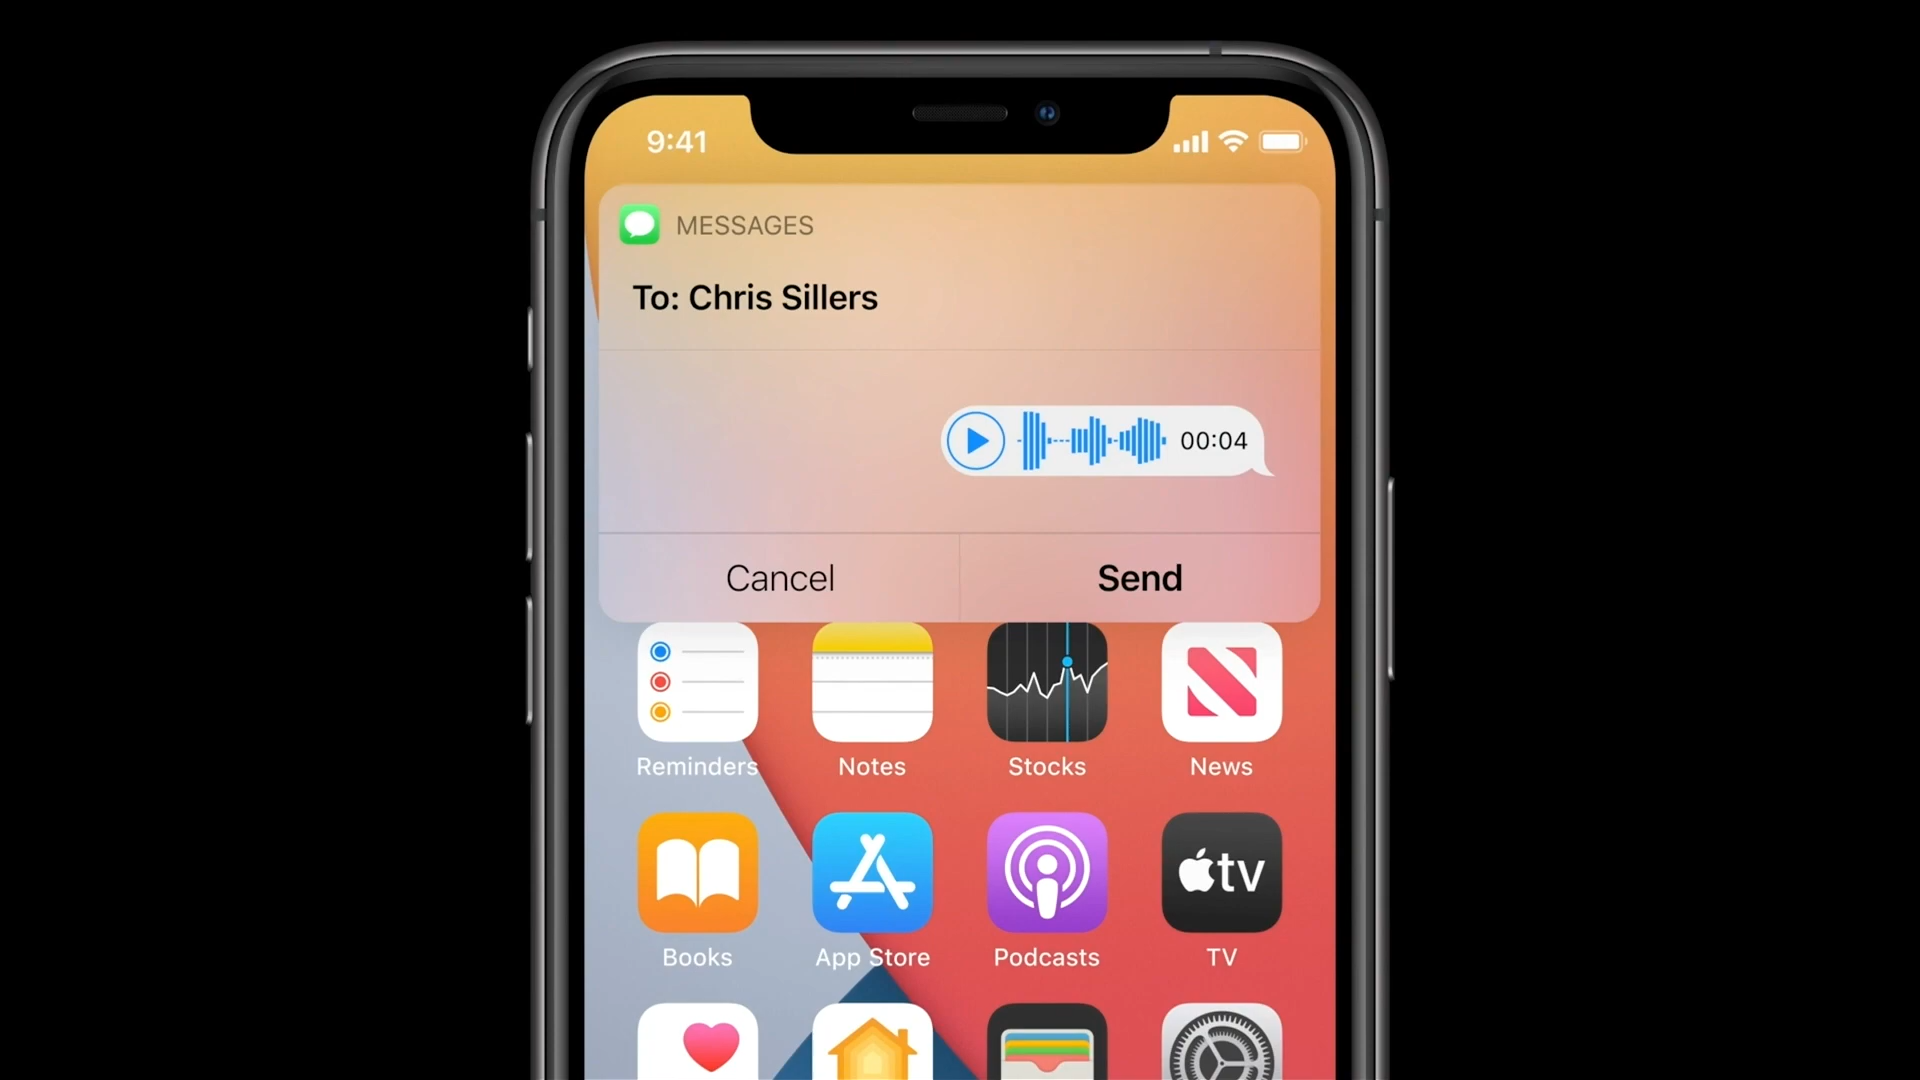 9:41
MESSAGES
To: Chris Sillers
00:04
Cancel
Send
Reminders
Notes
Stocks
News
Books
App Store
Podcasts
tv
TV